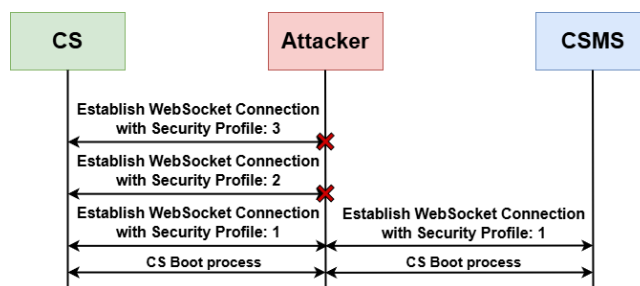 CS
Attacker
CSMS
Establish WebSocket Connection
with Security Profile: 3
Establish WebSocket Connection
with Security Profile: 2
Establish WebSocket Connection
with Security Profile: 1
Establish WebSocket Connection
with Security Profile: 1
CS Boot process
CS Boot process